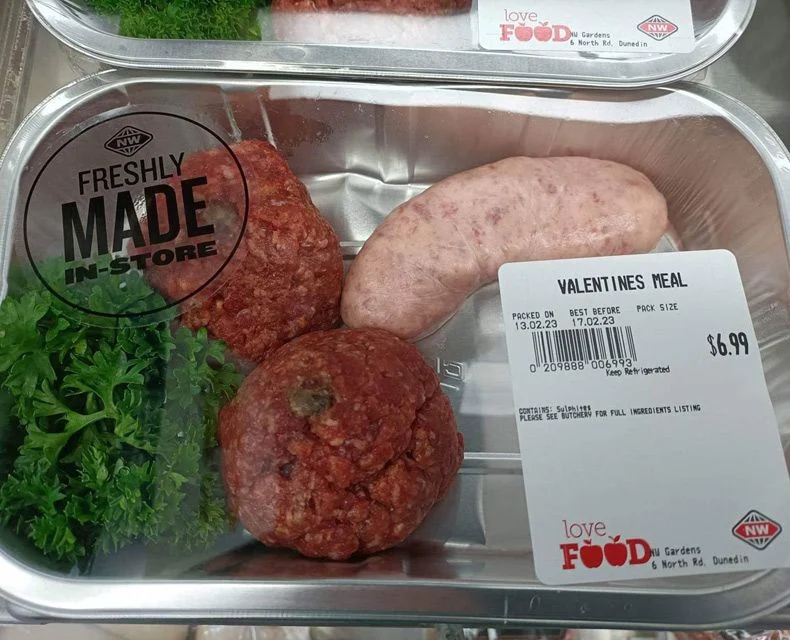 love
FOOD NW Gardens
6 North Rd. Dunedin
NW
NW
FRESHLY
MADE
IN-STORE
VALENTINES MEAL
PACKED ON BEST BEFORE PACK SIZE
13.02.23 17.02.23
$6.99
0 209888 006993
Keep Refrigerated
CONTAINS: Sulphites
PLEASE SEE BUTCHERY FOR FULL INGREDIENTS LISTING
love
FOOD NW Gardens
6 North Rd. Dunedin
NW